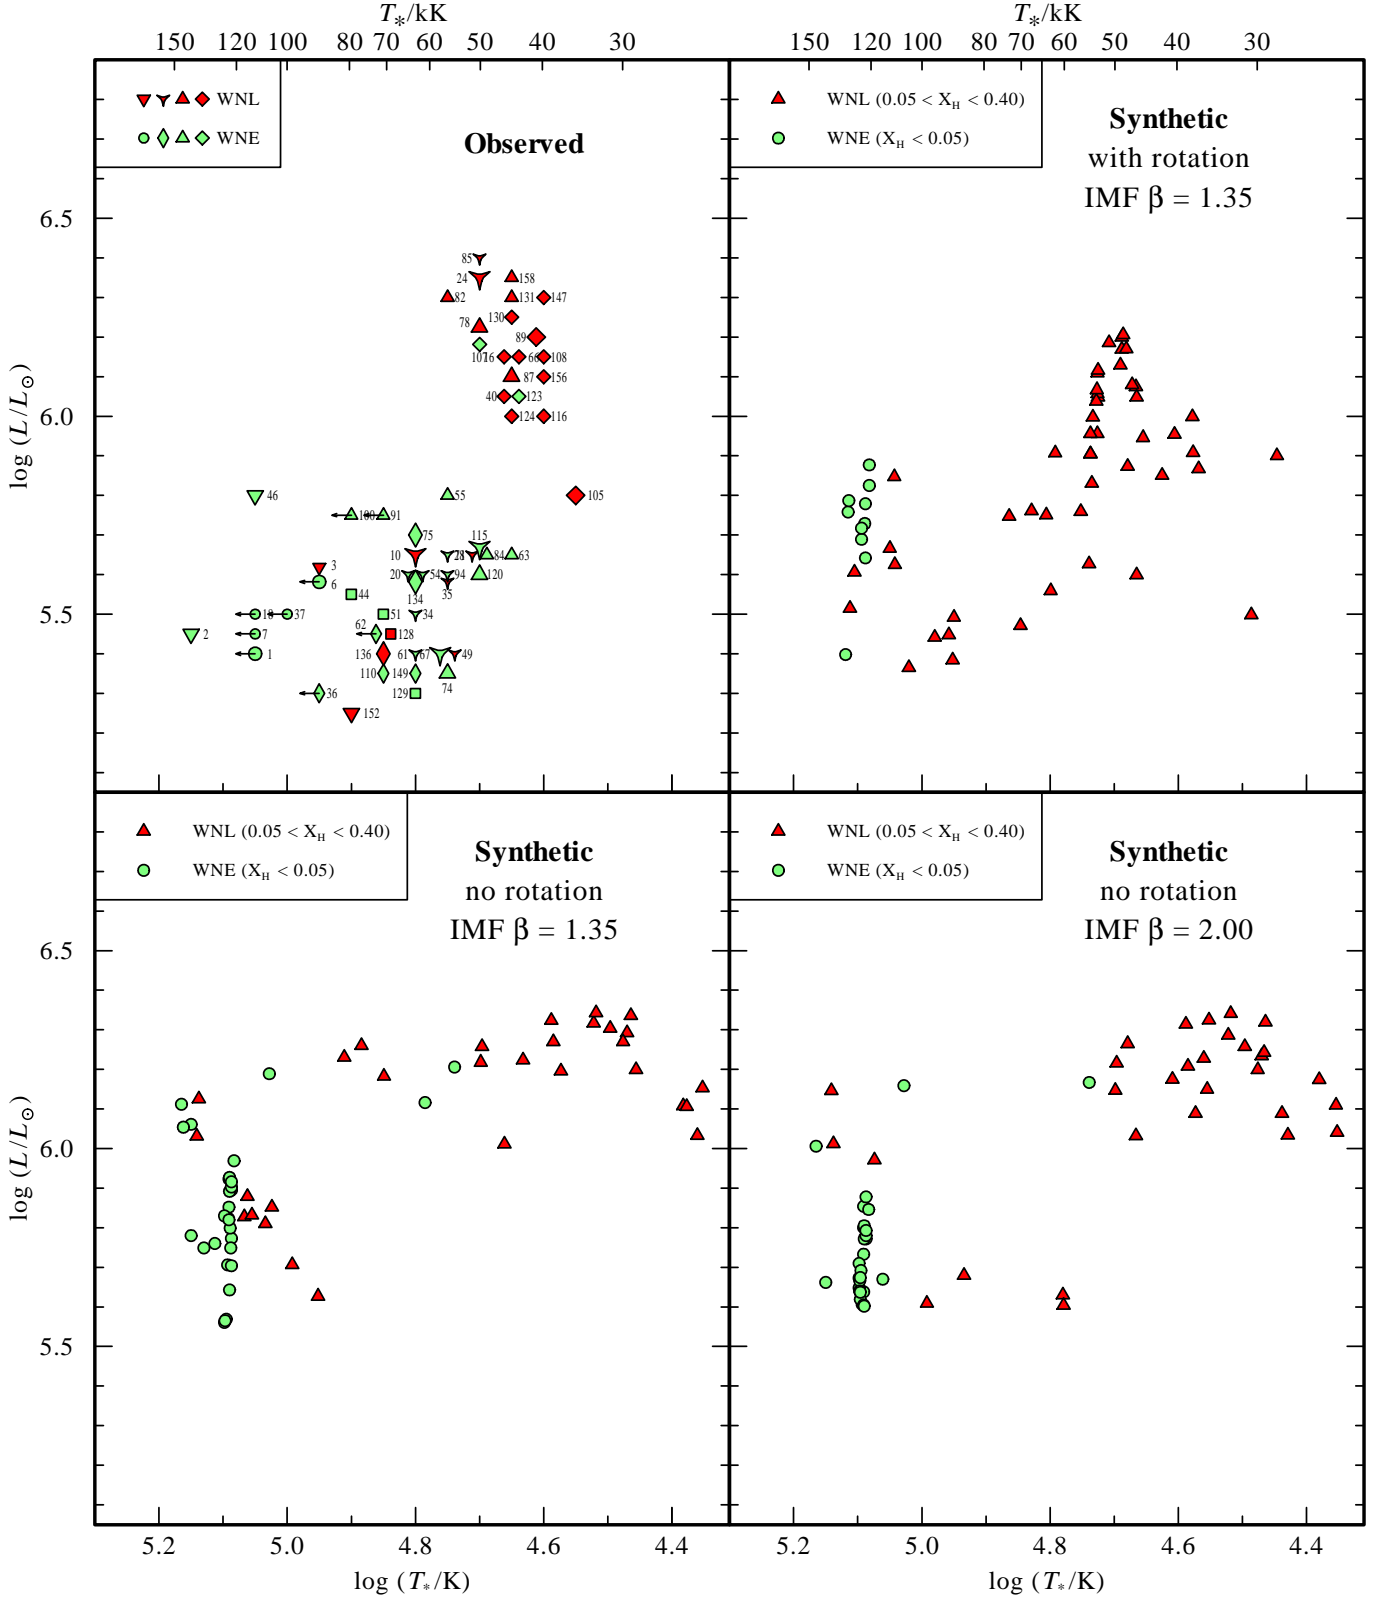 T*/kK
T*/kK
150 120 100 80 70 60 50 40 30
150 120 100 80 70 60 50 40 30
WNL
WNE
Observed
WNL (0.05 < XH < 0.40)
WNE (XH < 0.05)
Synthetic
with rotation
IMF β = 1.35
6.5
6.0
5.5
log (L/L⊙)
85
24
158
82
131
147
78
130
89
107
16
66
108
87
156
40
123
124
116
46
55
105
100
91
75
115
10
28
84
63
3
6
20
54
94
120
44
134
35
18
37
51
34
2
7
62
128
1
136
61
67
49
110
149
74
36
129
152
WNL (0.05 < XH < 0.40)
WNE (XH < 0.05)
Synthetic
no rotation
IMF β = 1.35
WNL (0.05 < XH < 0.40)
WNE (XH < 0.05)
Synthetic
no rotation
IMF β = 2.00
6.5
6.0
5.5
log (L/L⊙)
5.2 5.0 4.8 4.6 4.4
5.2 5.0 4.8 4.6 4.4
log (T*/K)
log (T*/K)